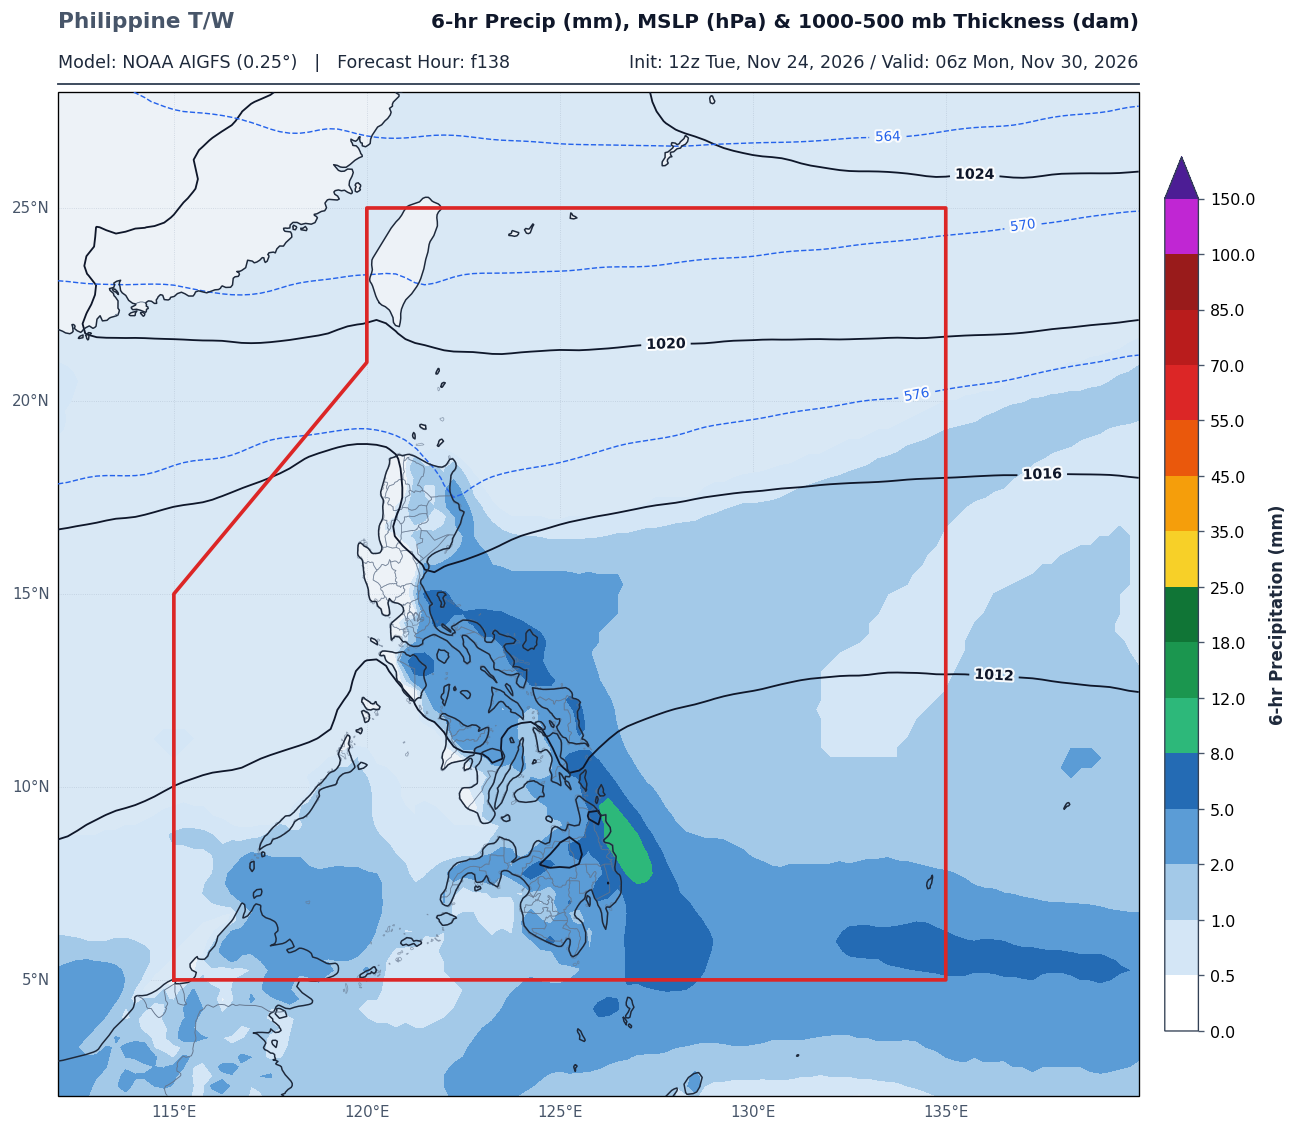 Philippine T/W
6-hr Precip (mm), MSLP (hPa) & 1000-500 mb Thickness (dam)
Model: NOAA AIGFS (0.25°) | Forecast Hour: f138
Init: 12z Tue, Nov 24, 2026 / Valid: 06z Mon, Nov 30, 2026
564
1024
570
1020
576
1016
1012
25°N
20°N
15°N
10°N
5°N
115°E
120°E
125°E
130°E
135°E
150.0
100.0
85.0
70.0
55.0
45.0
35.0
25.0
18.0
12.0
8.0
5.0
2.0
1.0
0.5
0.0
6-hr Precipitation (mm)